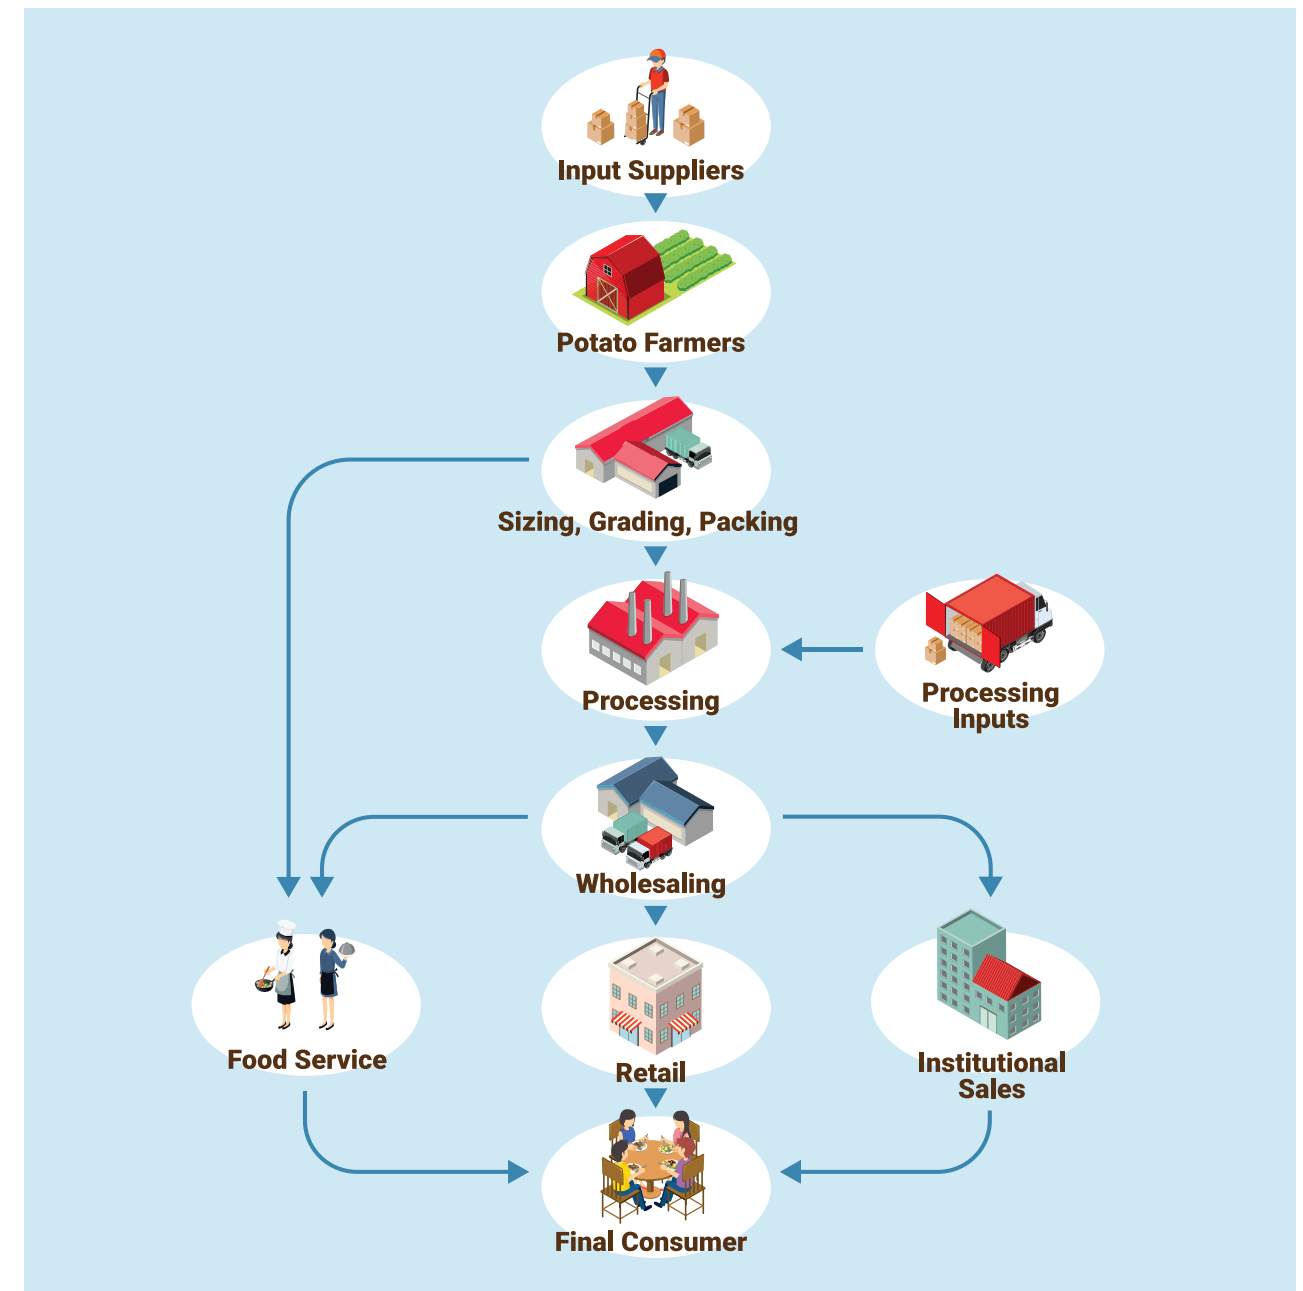 Input Suppliers
Potato Farmers
Sizing, Grading, Packing
Processing
Processing
Inputs
Wholesaling
Food Service
Retail
Institutional
Sales
Final Consumer